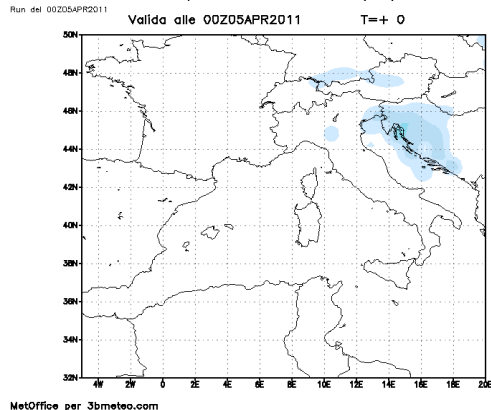 Run del 00Z05APR2011
Valida alle 00Z05APR2011 T=+ 0
50N
48N
46N
44N
42N
40N
38N
36N
34N
32N
4W 2W 0 2E 4E 6E 8E 10E 12E 14E 16E 18E 20E
MetOffice per 3bmeteo.com